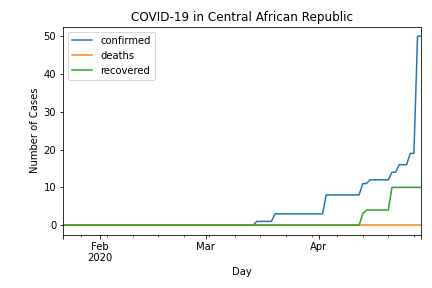 COVID-19 in Central African Republic
confirmed
deaths
recovered
Number of Cases
50
40
30
20
10
0
Feb
2020
Mar
Apr
Day